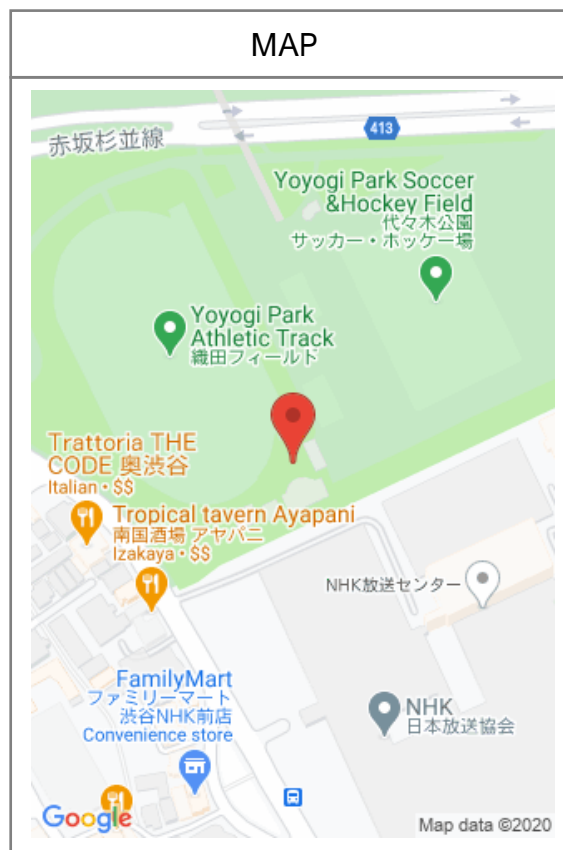 MAP
赤坂杉並線
413
Yoyogi Park Soccer
&Hockey Field
代々木公園
サッカー・ホッケー場
Yoyogi Park
Athletic Track
織田フィールド
Trattoria THE
CODE 奥渋谷
Italian • $$
Tropical tavern Ayapani
南国酒場 アヤパニ
Izakaya • $$
NHK放送センター
FamilyMart
ファミリーマート
渋谷NHK前店
Convenience store
NHK
日本放送協会
Google
Map data ©2020